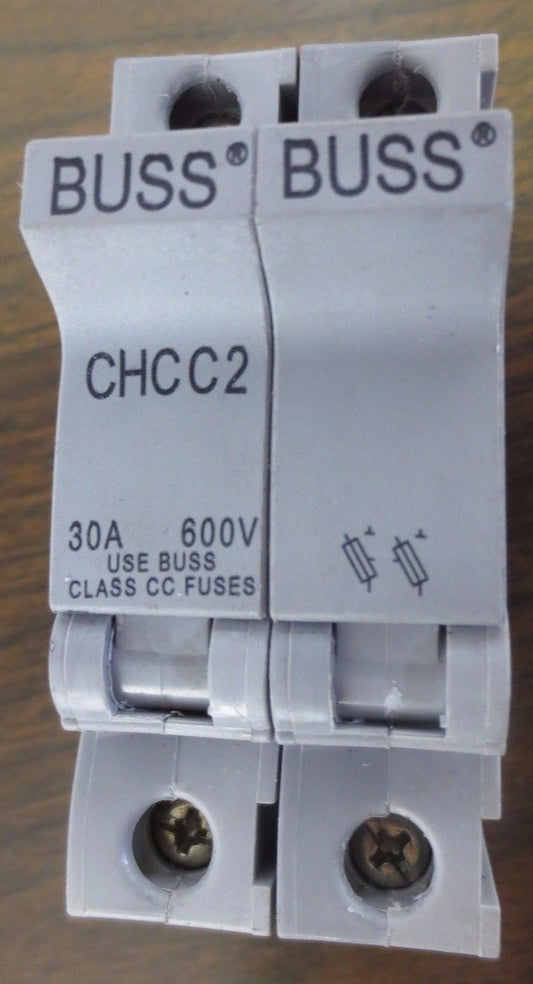 BUSS® BUSS®
CHCC2
30A 600V
USE BUSS
CLASS CC FUSES